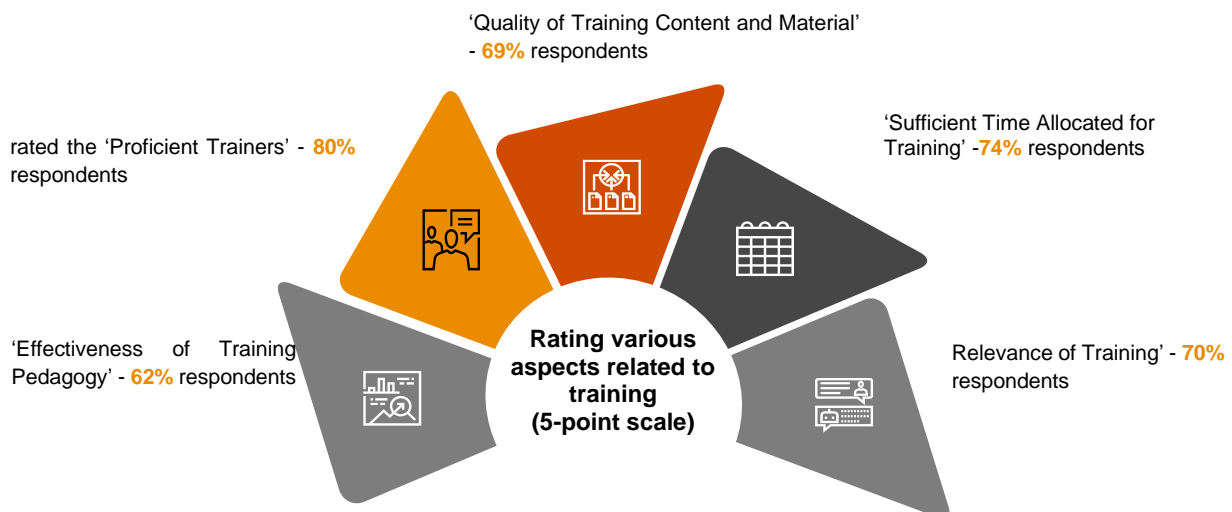 ‘Quality of Training Content and Material’
- 69% respondents
rated the ‘Proficient Trainers’ - 80%
respondents
‘Sufficient Time Allocated for
Training’ -74% respondents
‘Effectiveness of Training
Pedagogy’ - 62% respondents
Rating various
aspects related to
training
(5-point scale)
Relevance of Training’ - 70%
respondents